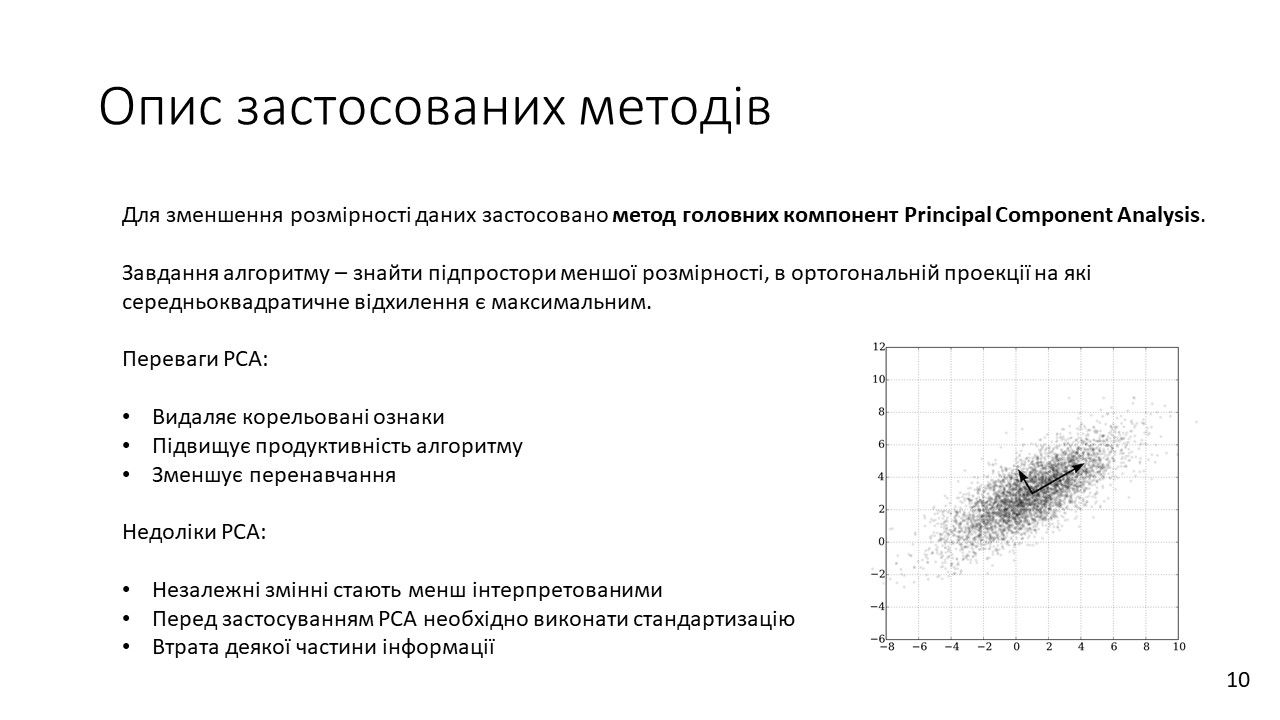 Опис застосованих методів
Для зменшення розмірності даних застосовано метод головних компонент Principal Component Analysis.
Завдання алгоритму – знайти підпростори меншої розмірності, в ортогональній проекції на які
середньоквадратичне відхилення є максимальним.
Переваги PCA:
• Видаляє корельовані ознаки
• Підвищує продуктивність алгоритму
• Зменшує перенавчання
Недоліки PCA:
• Незалежні змінні стають менш інтерпретованими
• Перед застосуванням PCA необхідно виконати стандартизацію
• Втрата деякої частини інформації
12
10
8
6
4
2
0
−2
−4
−6
−8 −6 −4 −2 0 2 4 6 8 10
10